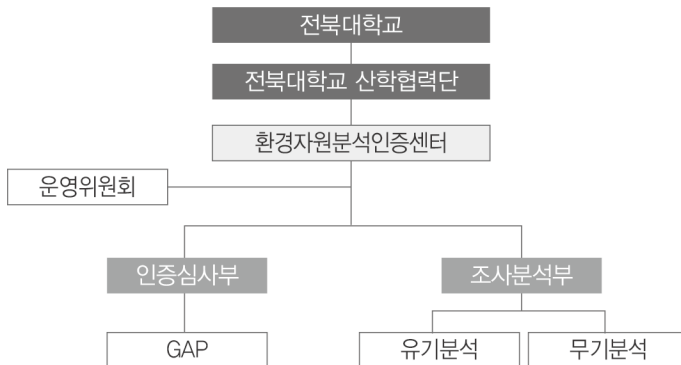 전북대학교
전북대학교 산학협력단
환경자원분석인증센터
운영위원회
인증심사부
조사분석부
GAP
유기분석
무기분석